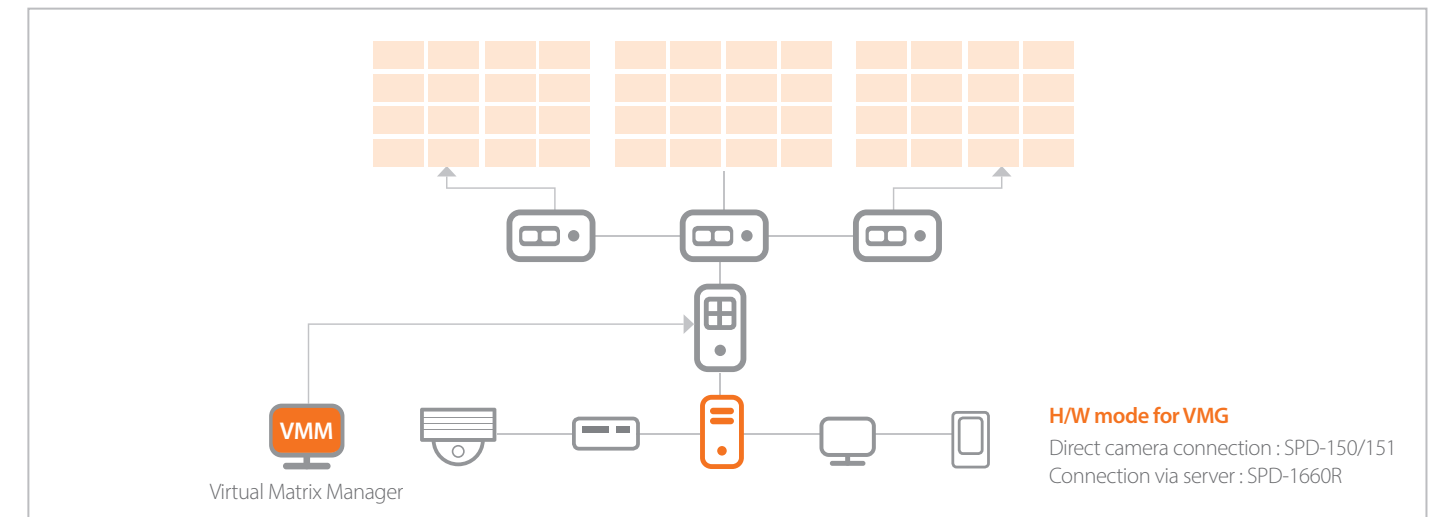 VMM
Virtual Matrix Manager
H/W mode for VMG
Direct camera connection : SPD-150/151
Connection via server : SPD-1660R